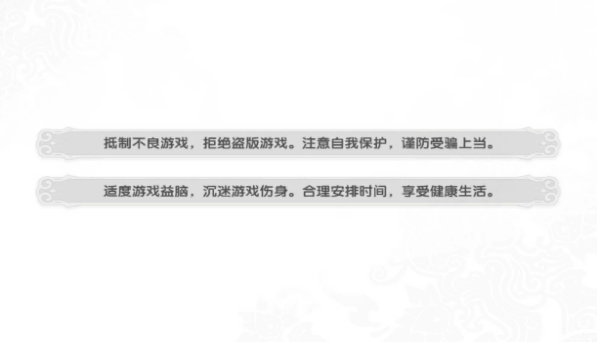 抵制不良游戏，拒绝盗版游戏。注意自我保护，谨防受骗上当。
适度游戏益脑，沉迷游戏伤身。合理安排时间，享受健康生活。